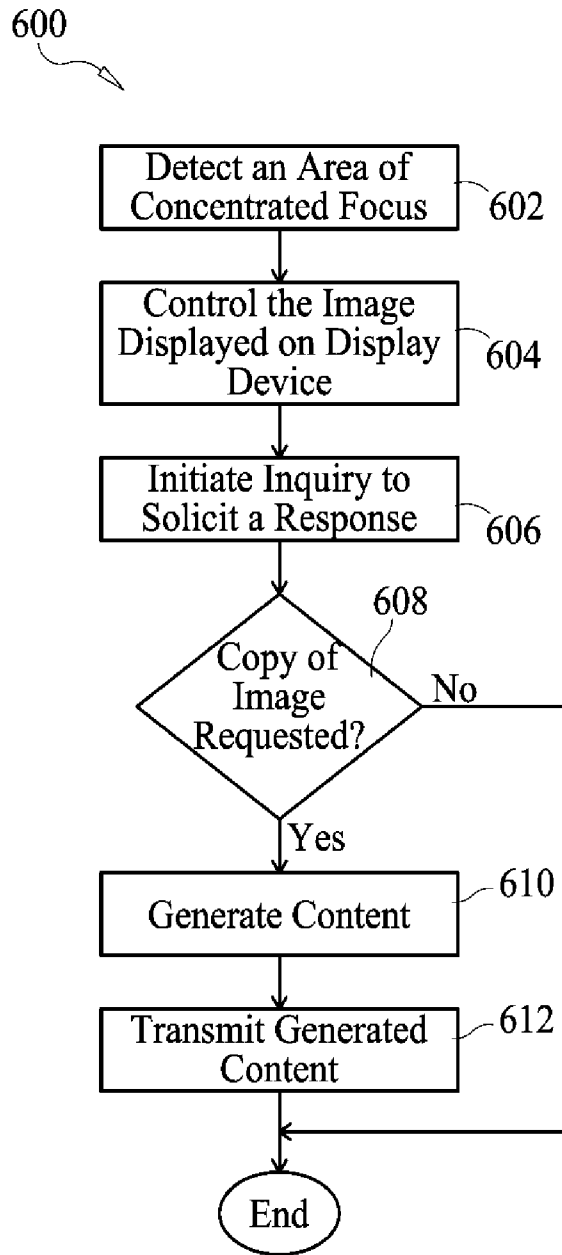 600
Detect an Area of
Concentrated Focus
602
Control the Image
Displayed on Display
Device
604
Initiate Inquiry to
Solicit a Response
606
608
Copy of
Image
Requested?
No
Yes
Generate Content
610
Transmit Generated
Content
612
End